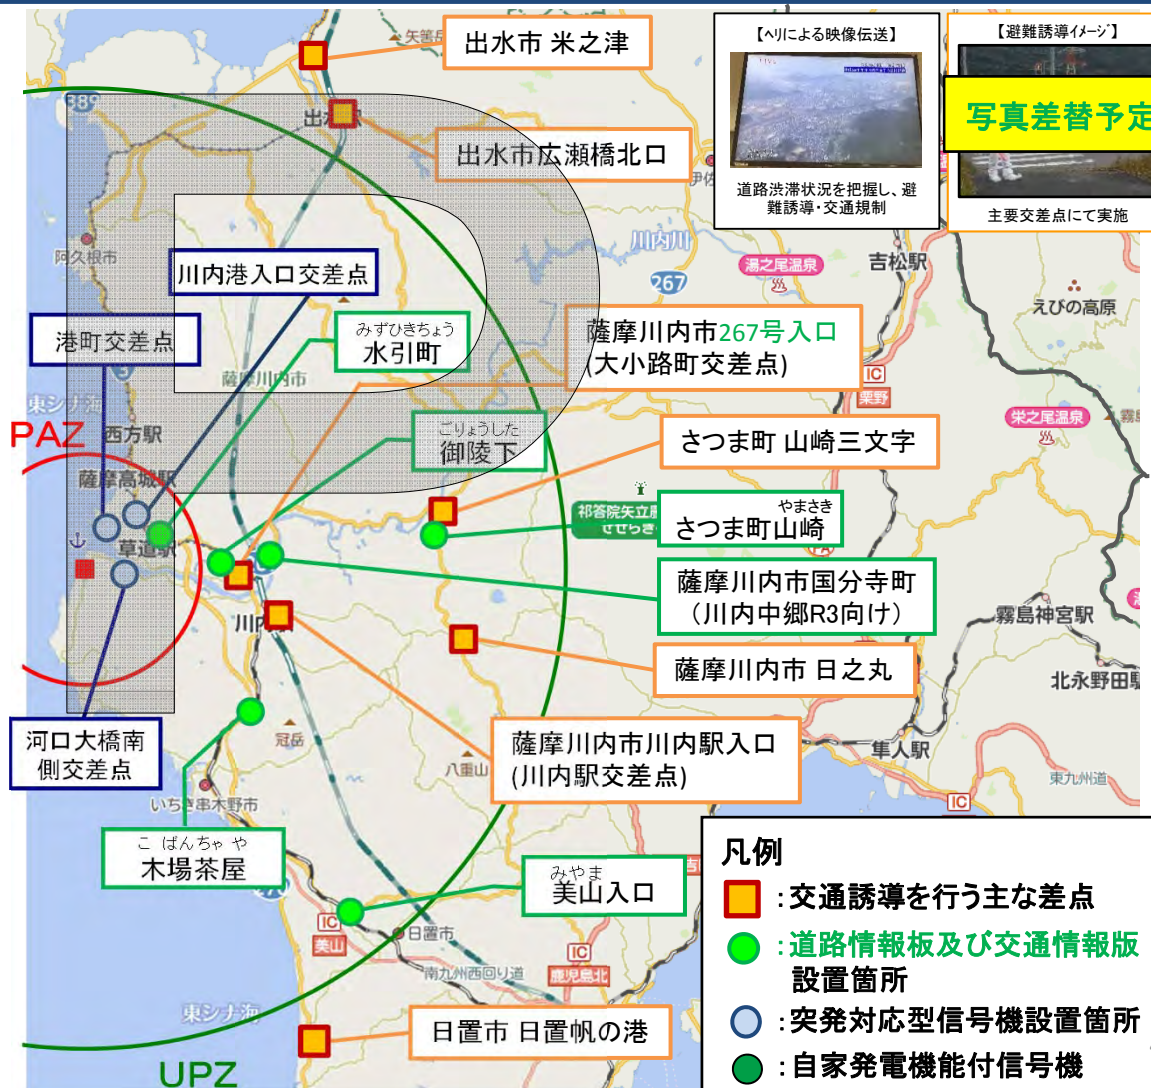 出水市 米之津
【ヘリによる映像伝送】
道路渋滞状況を把握し、避
難誘導・交通規制
【避難誘導イメージ】
写真差替予定
主要交差点にて実施
矢筈岳
389
出水駅
出水市広瀬橋北口
阿久根市
川内港入口交差点
川内川
267
湯之尾温泉
吉松駅
えびの高原
港町交差点
みずひきちょう
水引町
薩摩川内市267号入口
(大小路町交差点)
薩摩川内市
IC
栗野
東シナ海
PAZ
西方駅
ごりょうした
御陵下
さつま町 山崎三文字
栄之尾温泉
薩摩高城駅
やまさき
さつま町山崎
草道駅
薩摩川内市国分寺町
（川内中郷R3向け）
霧島神宮駅
薩摩川内市 日之丸
北永野田駅
河口大橋南
側交差点
冠岳
八重山
薩摩川内市川内駅入口
(川内駅交差点)
隼人駅
東九州道
IC
いちき串木野市
こ ばんちゃ や
木場茶屋
みやま
美山入口
IC
美山
日置市
南九州西回り道
IC
鹿児島北
東シナ海
日置市 日置帆の港
UPZ
凡例
：交通誘導を行う主な差点
：道路情報板及び交通情報版
設置箇所
：突発対応型信号機設置箇所
：自家発電機能付信号機